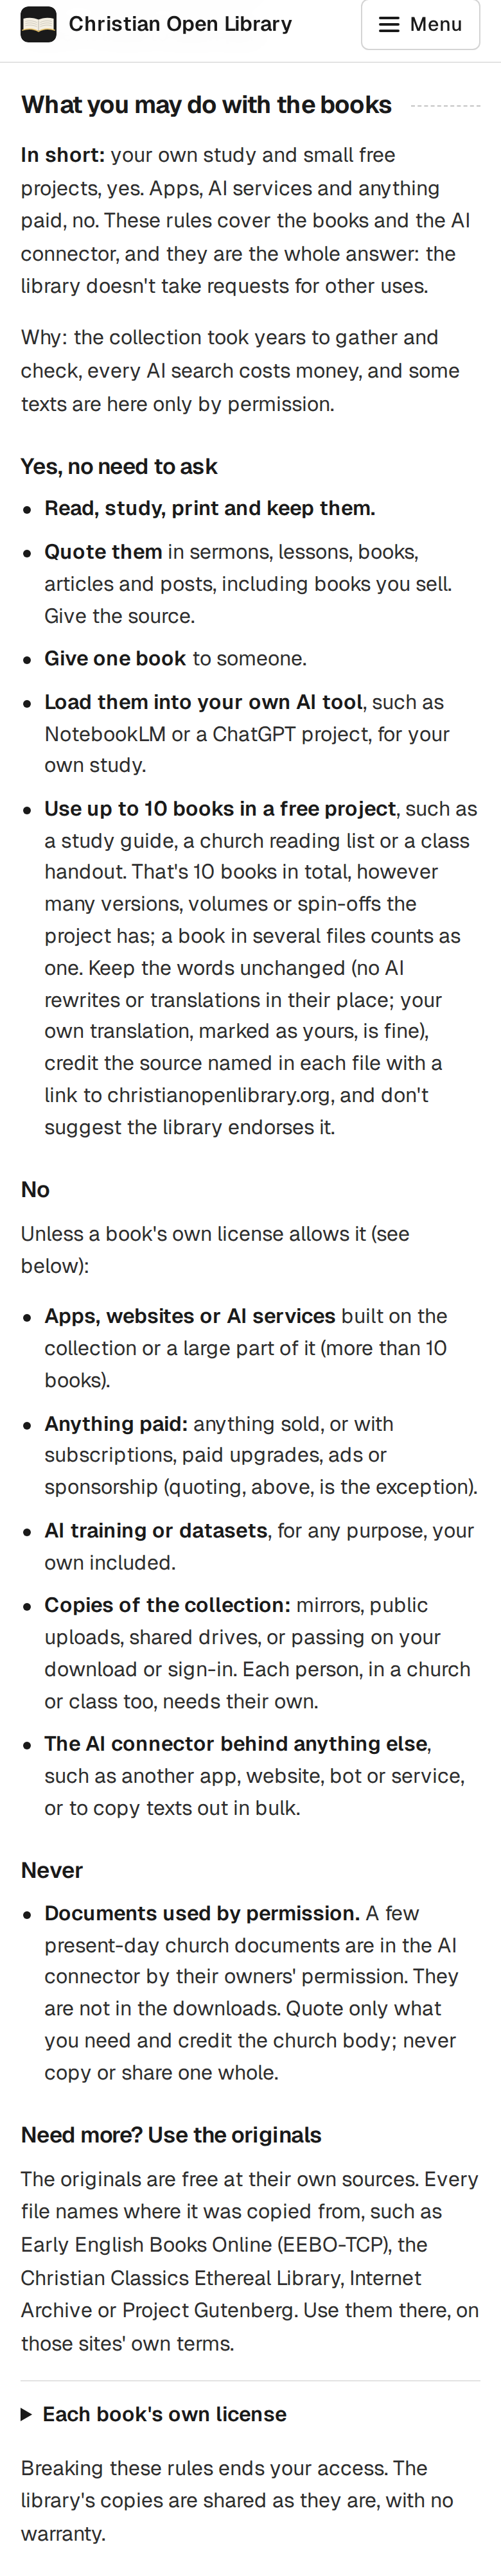 Christian Open Library
Menu
What you may do with the books
In short: your own study and small free
projects, yes. Apps, AI services and anything
paid, no. These rules cover the books and the AI
connector, and they are the whole answer: the
library doesn't take requests for other uses.
Why: the collection took years to gather and
check, every AI search costs money, and some
texts are here only by permission.
Yes, no need to ask
• Read, study, print and keep them.
• Quote them in sermons, lessons, books,
articles and posts, including books you sell.
Give the source.
• Give one book to someone.
• Load them into your own AI tool, such as
NotebookLM or a ChatGPT project, for your
own study.
• Use up to 10 books in a free project, such as
a study guide, a church reading list or a class
handout. That's 10 books in total, however
many versions, volumes or spin-offs the
project has; a book in several files counts as
one. Keep the words unchanged (no AI
rewrites or translations in their place; your
own translation, marked as yours, is fine),
credit the source named in each file with a
link to christianopenlibrary.org, and don't
suggest the library endorses it.
No
Unless a book's own license allows it (see
below):
• Apps, websites or AI services built on the
collection or a large part of it (more than 10
books).
• Anything paid: anything sold, or with
subscriptions, paid upgrades, ads or
sponsorship (quoting, above, is the exception).
• AI training or datasets, for any purpose, your
own included.
• Copies of the collection: mirrors, public
uploads, shared drives, or passing on your
download or sign-in. Each person, in a church
or class too, needs their own.
• The AI connector behind anything else,
such as another app, website, bot or service,
or to copy texts out in bulk.
Never
• Documents used by permission. A few
present-day church documents are in the AI
connector by their owners' permission. They
are not in the downloads. Quote only what
you need and credit the church body; never
copy or share one whole.
Need more? Use the originals
The originals are free at their own sources. Every
file names where it was copied from, such as
Early English Books Online (EEBO-TCP), the
Christian Classics Ethereal Library, Internet
Archive or Project Gutenberg. Use them there, on
those sites' own terms.
▶ Each book's own license
Breaking these rules ends your access. The
library's copies are shared as they are, with no
warranty.